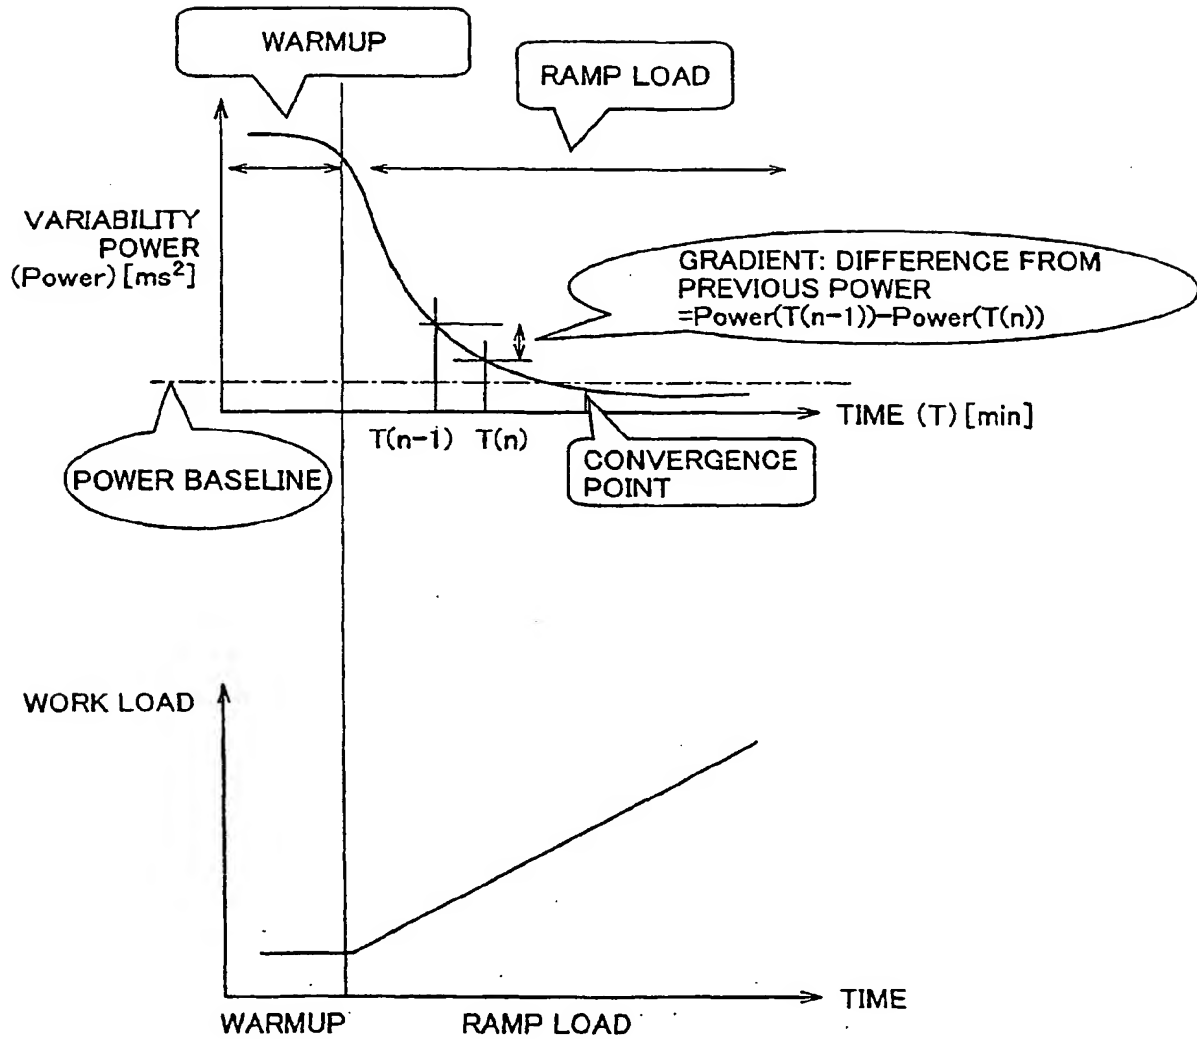 WARMUP
RAMP LOAD
VARIABILITY
POWER
(Power) [ms²]
GRADIENT: DIFFERENCE FROM
PREVIOUS POWER
=Power(T(n-1))-Power(T(n))
TIME (T) [min]
T(n-1)
T(n)
POWER BASELINE
CONVERGENCE
POINT
WORK LOAD
TIME
WARMUP
RAMP LOAD